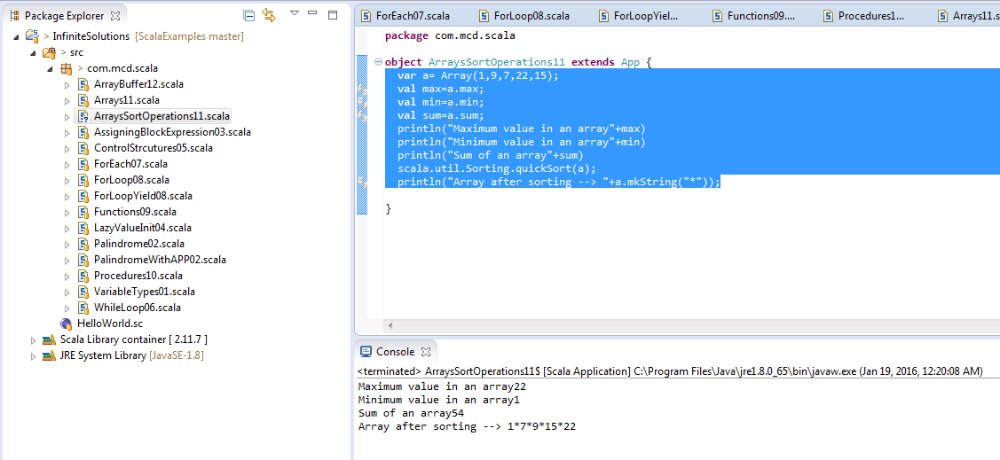 Package Explorer
> InfiniteSolutions [ScalaExamples master]
> src
> com.mcd.scala
ArrayBuffer12.scala
Arrays11.scala
ArraysSortOperations11.scala
AssigningBlockExpression03.scala
ControlStrcutures05.scala
ForEach07.scala
ForLoop08.scala
ForLoopYield08.scala
Functions09.scala
LazyValueInit04.scala
Palindrome02.scala
PalindromeWithAPP02.scala
Procedures10.scala
VariableTypes01.scala
WhileLoop06.scala
HelloWorld.sc
Scala Library container [ 2.11.7 ]
JRE System Library [JavaSE-1.8]
ForEach07.scala ForLoop08.scala ForLoopYiel... Functions09.... Procedures1... Arrays11.s
package com.mcd.scala
object ArraysSortOperations11 extends App {
var a= Array(1,9,7,22,15);
val max=a.max;
val min=a.min;
val sum=a.sum;
println("Maximum value in an array"+max)
println("Minimum value in an array"+min)
println("Sum of an array"+sum)
scala.util.Sorting.quickSort(a);
println("Array after sorting --> "+a.mkString("*"));
}
Console
<terminated> ArraysSortOperations11$ [Scala Application] C:\Program Files\Java\jre1.8.0_65\bin\javaw.exe (Jan 19, 2016, 12:20:08 AM)
Maximum value in an array22
Minimum value in an array1
Sum of an array54
Array after sorting --> 1*7*9*15*22